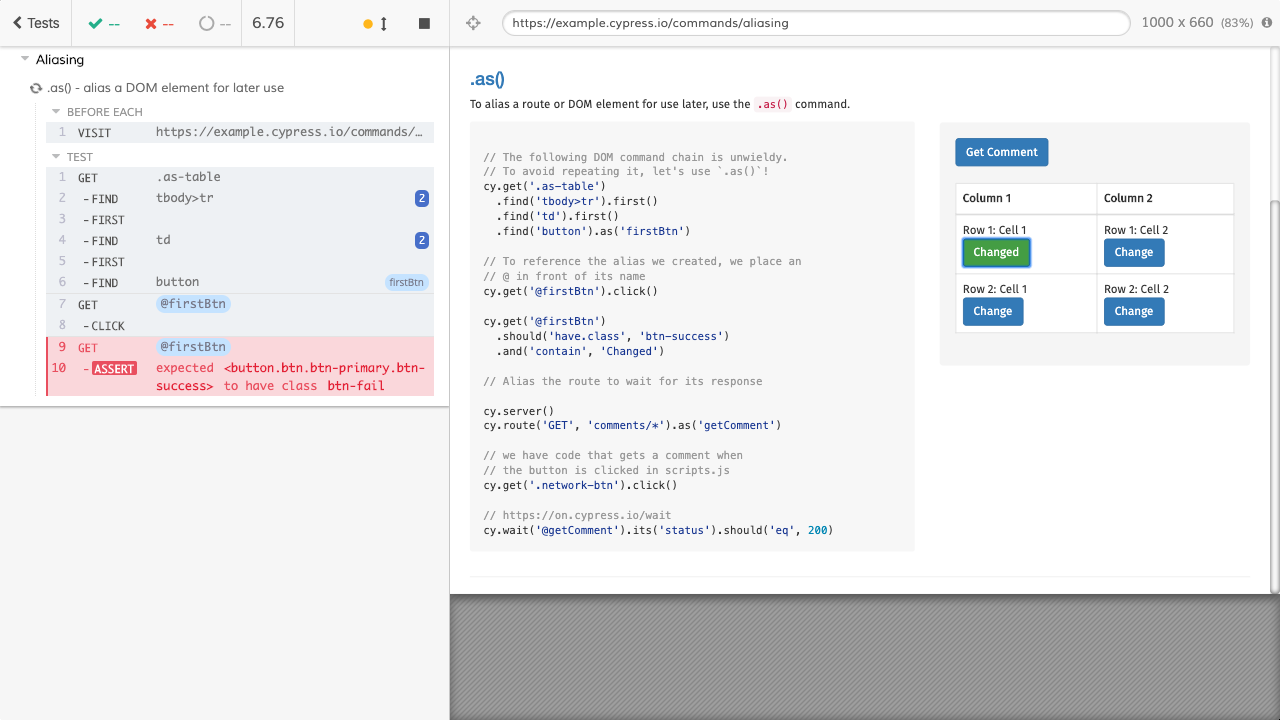 Tests
--
--
--
6.76
https://example.cypress.io/commands/aliasing
1000 x 660 (83%)
Aliasing
.as() - alias a DOM element for later use
BEFORE EACH
1 VISIT https://example.cypress.io/commands/…
TEST
1 GET .as-table
2 - FIND tbody>tr 2
3 - FIRST
4 - FIND td 2
5 - FIRST
6 - FIND button firstBtn
7 GET @firstBtn
8 - CLICK
9 GET @firstBtn
10 - ASSERT expected <button.btn.btn-primary.btn-
success> to have class btn-fail
.as()
To alias a route or DOM element for use later, use the .as() command.
// The following DOM command chain is unwieldy.
// To avoid repeating it, let's use `.as()`!
cy.get('.as-table')
.find('tbody>tr').first()
.find('td').first()
.find('button').as('firstBtn')
// To reference the alias we created, we place an
// @ in front of its name
cy.get('@firstBtn').click()
cy.get('@firstBtn')
.should('have.class', 'btn-success')
.and('contain', 'Changed')
// Alias the route to wait for its response
cy.server()
cy.route('GET', 'comments/*').as('getComment')
// we have code that gets a comment when
// the button is clicked in scripts.js
cy.get('.network-btn').click()
// https://on.cypress.io/wait
cy.wait('@getComment').its('status').should('eq', 200)
Get Comment
Column 1 Column 2
Row 1: Cell 1 Row 1: Cell 2
Changed Change
Row 2: Cell 1 Row 2: Cell 2
Change Change